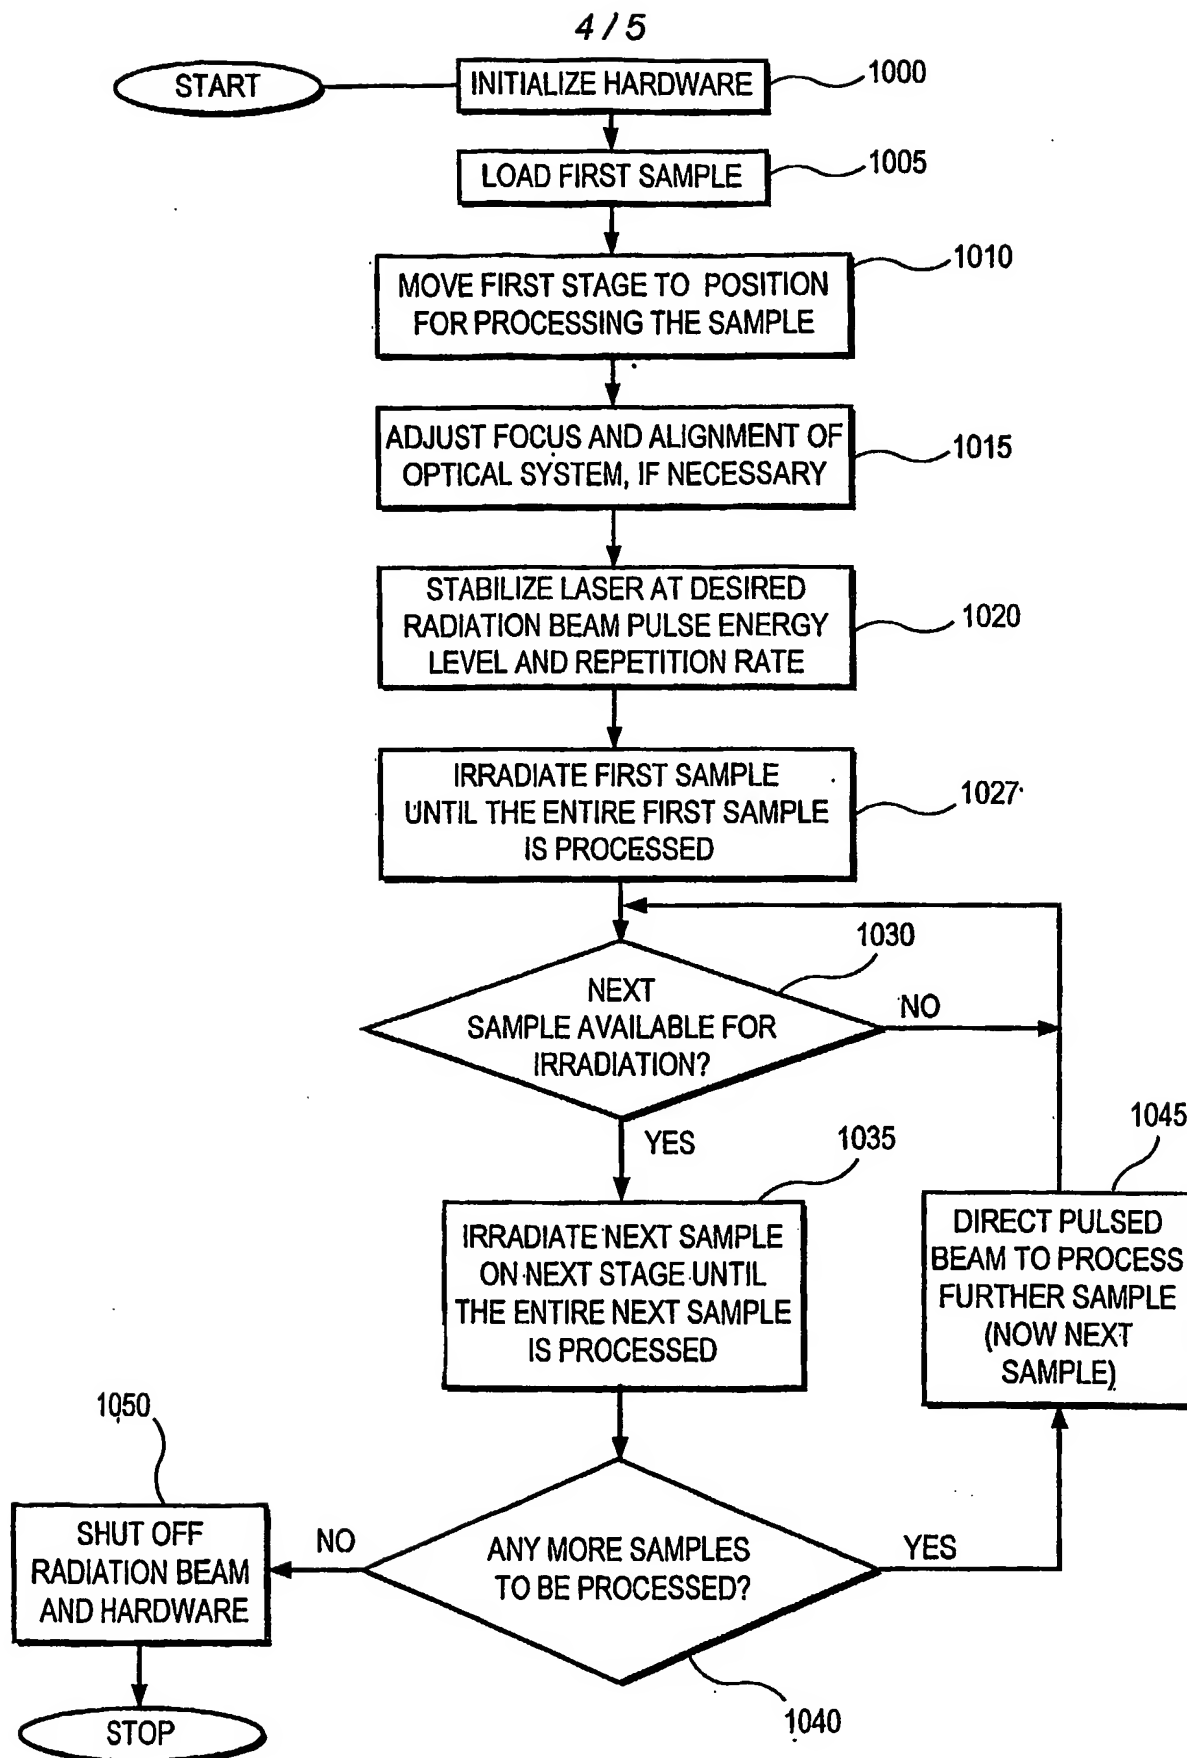 4/5
START
INITIALIZE HARDWARE
1000
LOAD FIRST SAMPLE
1005
MOVE FIRST STAGE TO POSITION
FOR PROCESSING THE SAMPLE
1010
ADJUST FOCUS AND ALIGNMENT OF
OPTICAL SYSTEM, IF NECESSARY
1015
STABILIZE LASER AT DESIRED
RADIATION BEAM PULSE ENERGY
LEVEL AND REPETITION RATE
1020
IRRADIATE FIRST SAMPLE
UNTIL THE ENTIRE FIRST SAMPLE
IS PROCESSED
1027
1030
NEXT
SAMPLE AVAILABLE FOR
IRRADIATION?
NO
YES
1035
IRRADIATE NEXT SAMPLE
ON NEXT STAGE UNTIL
THE ENTIRE NEXT SAMPLE
IS PROCESSED
1045
DIRECT PULSED
BEAM TO PROCESS
FURTHER SAMPLE
(NOW NEXT
SAMPLE)
1050
SHUT OFF
RADIATION BEAM
AND HARDWARE
NO
ANY MORE SAMPLES
TO BE PROCESSED?
YES
1040
STOP